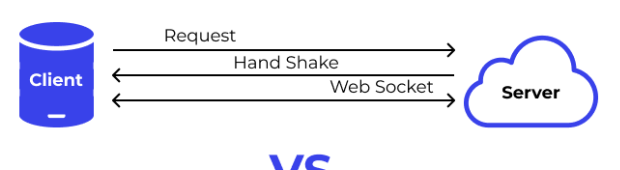 Request
Hand Shake
Web Socket
Client
Server
VS